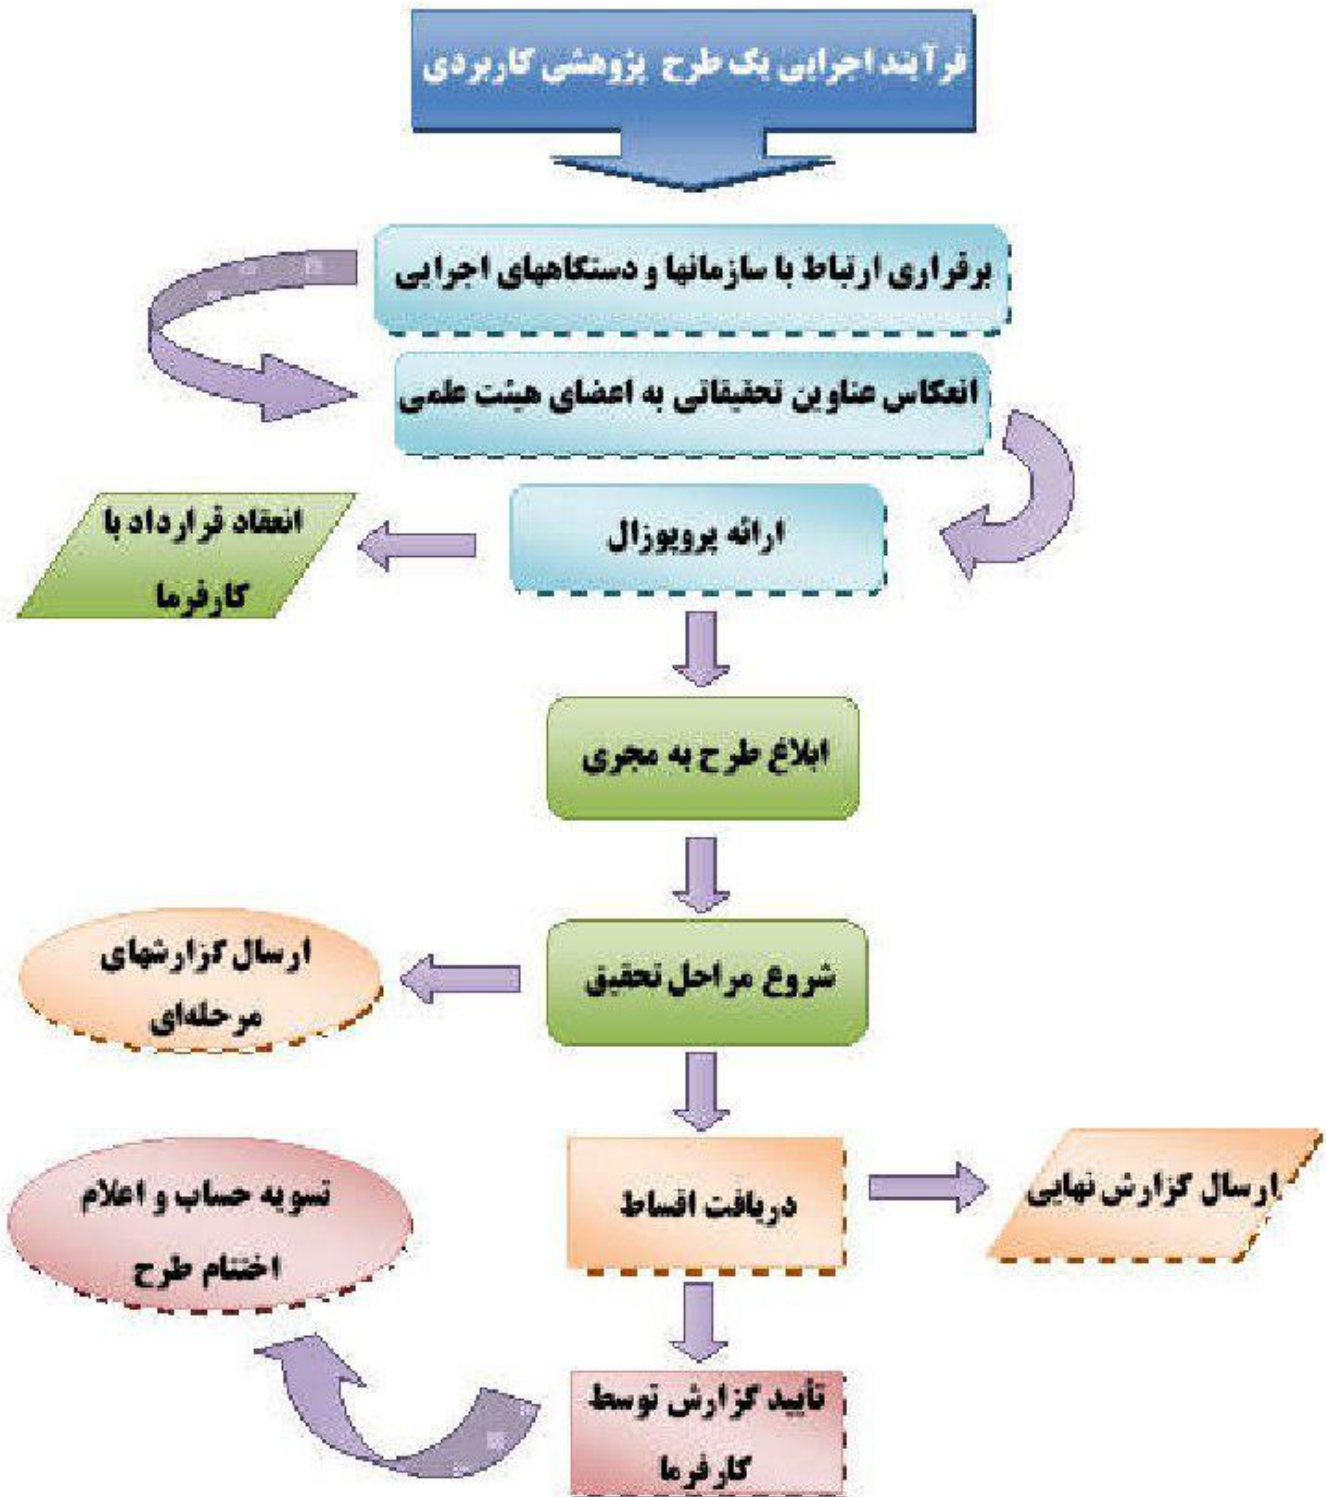 فرآیند اجرایی یک طرح پژوهشی کاربردی
برقراری ارتباط با سازمانها و دستگاههای اجرایی
انعکاس عناوین تحقیقاتی به اعضای هیئت علمی
ارائه پروپوزال
انعقاد قرارداد با
کارفرما
ابلاغ طرح به مجری
شروع مراحل تحقیق
ارسال گزارشهای
مرحله‌ای
دریافت اقساط
ارسال گزارش نهایی
تأیید گزارش توسط
کارفرما
تسویه حساب و اعلام
اختتام طرح